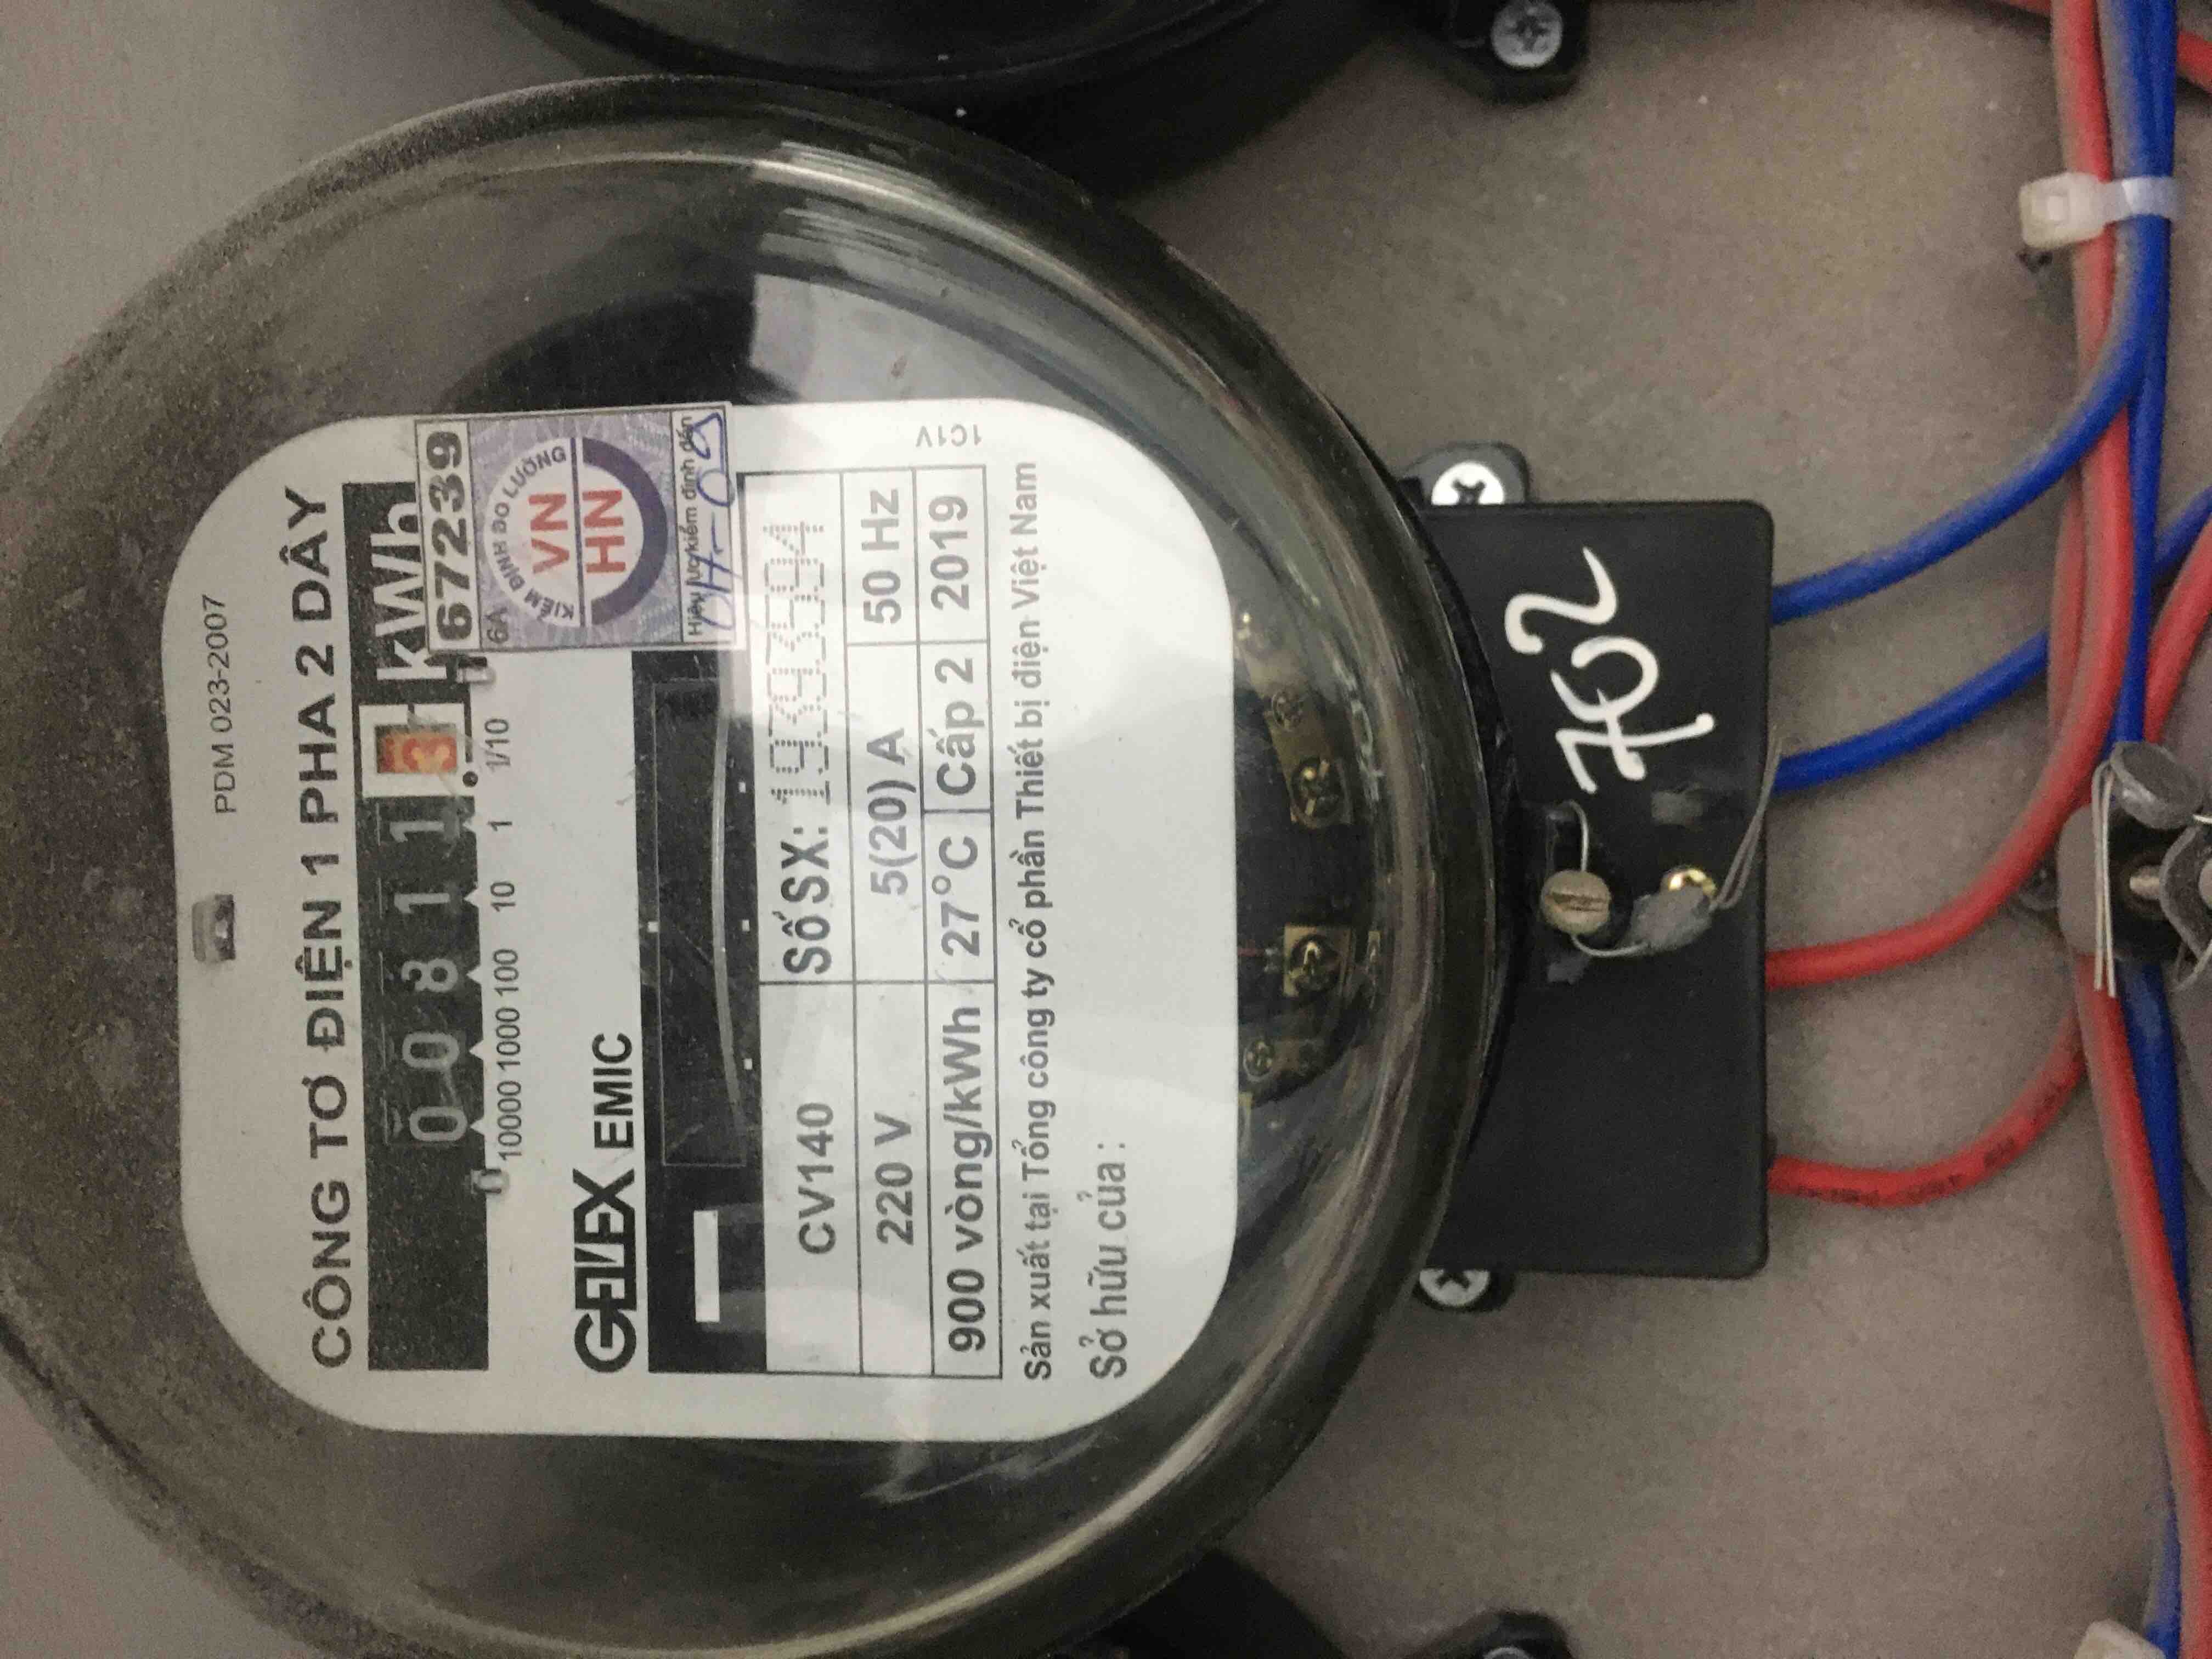 PDM 023-2007
CÔNG TƠ ĐIỆN 1 PHA 2 DÂY
0 0 8 1 1 3 kWh
10000 1000 100 10 1 1/10
67239
6A
KIỂM ĐỊNH ĐO LƯỜNG
VN
HN
Hiệu lực kiểm định đến
GELEX EMIC
CV140 Số SX: 19393894
220 V 5(20) A 50 Hz
900 vòng/kWh 27°C Cấp 2 2019
1C1V
Sản xuất tại Tổng công ty cổ phần Thiết bị điện Việt Nam
Sở hữu của :
702